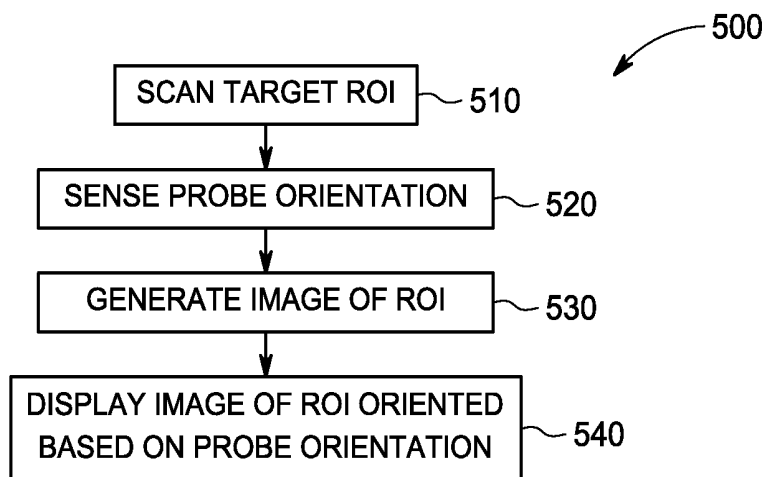 500
SCAN TARGET ROI
510
SENSE PROBE ORIENTATION
520
GENERATE IMAGE OF ROI
530
DISPLAY IMAGE OF ROI ORIENTED
BASED ON PROBE ORIENTATION
540